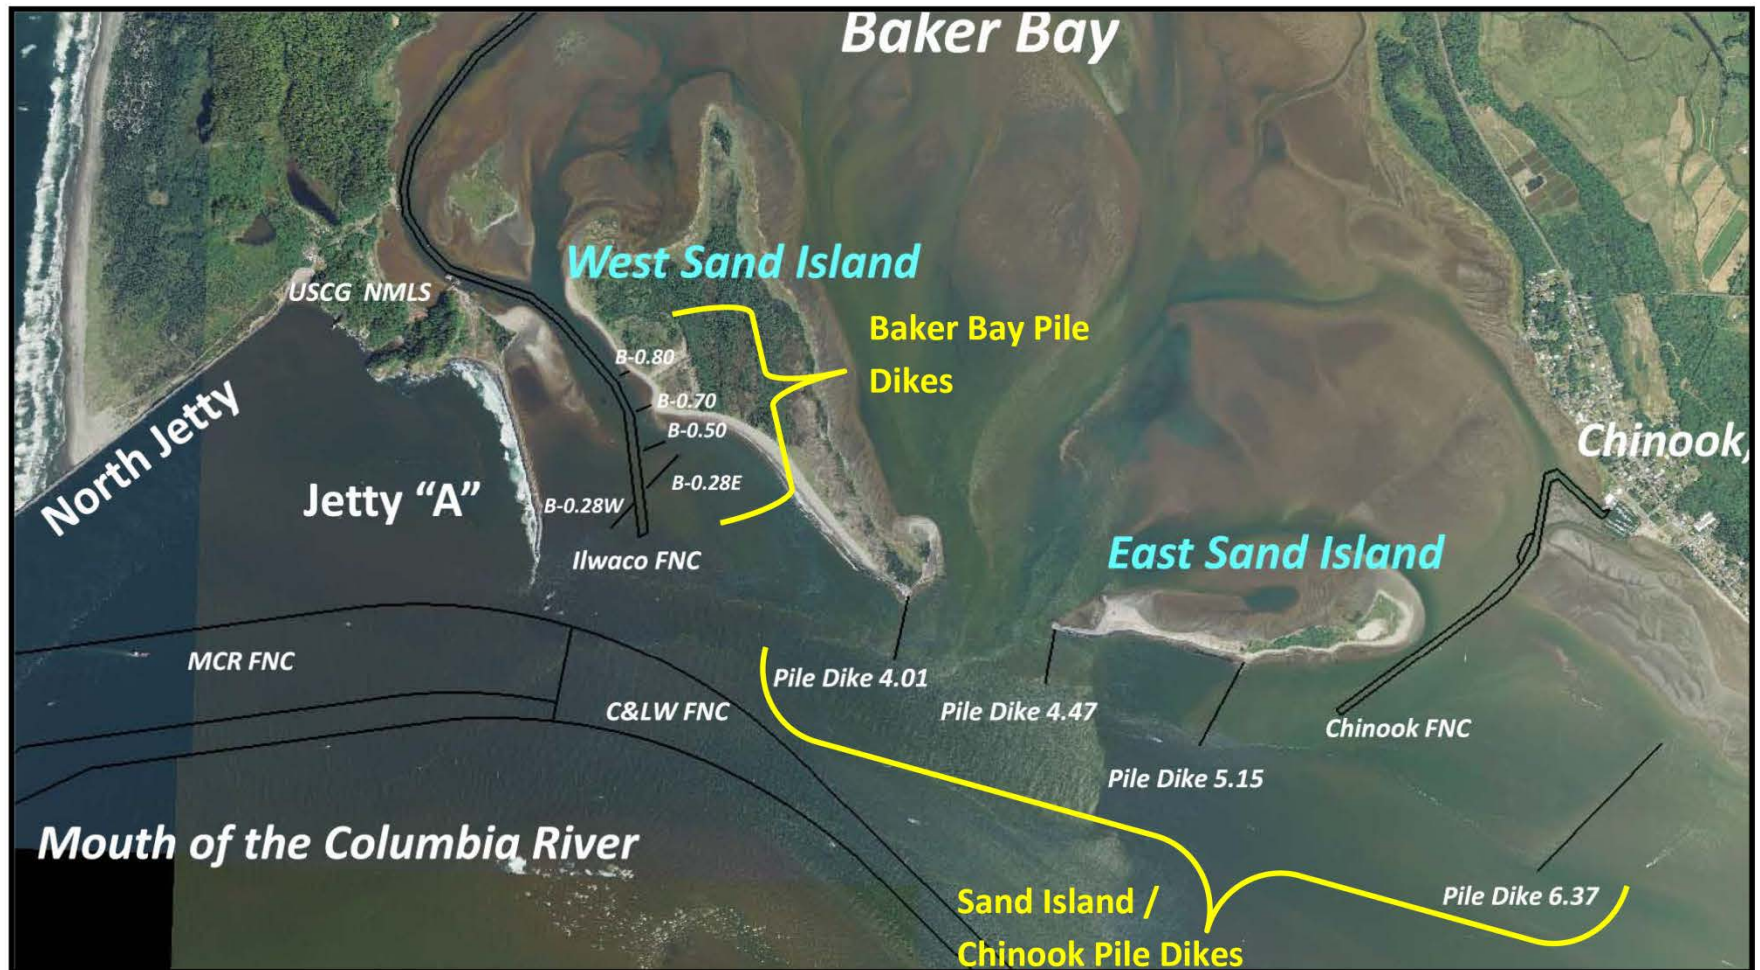 Baker Bay
West Sand Island
USCG NMLS
Baker Bay Pile
Dikes
B-0.80
B-0.70
B-0.50
B-0.28E
B-0.28W
North Jetty
Jetty “A”
Ilwaco FNC
Chinook,
East Sand Island
MCR FNC
C&LW FNC
Pile Dike 4.01
Pile Dike 4.47
Pile Dike 5.15
Chinook FNC
Pile Dike 6.37
Mouth of the Columbia River
Sand Island /
Chinook Pile Dikes